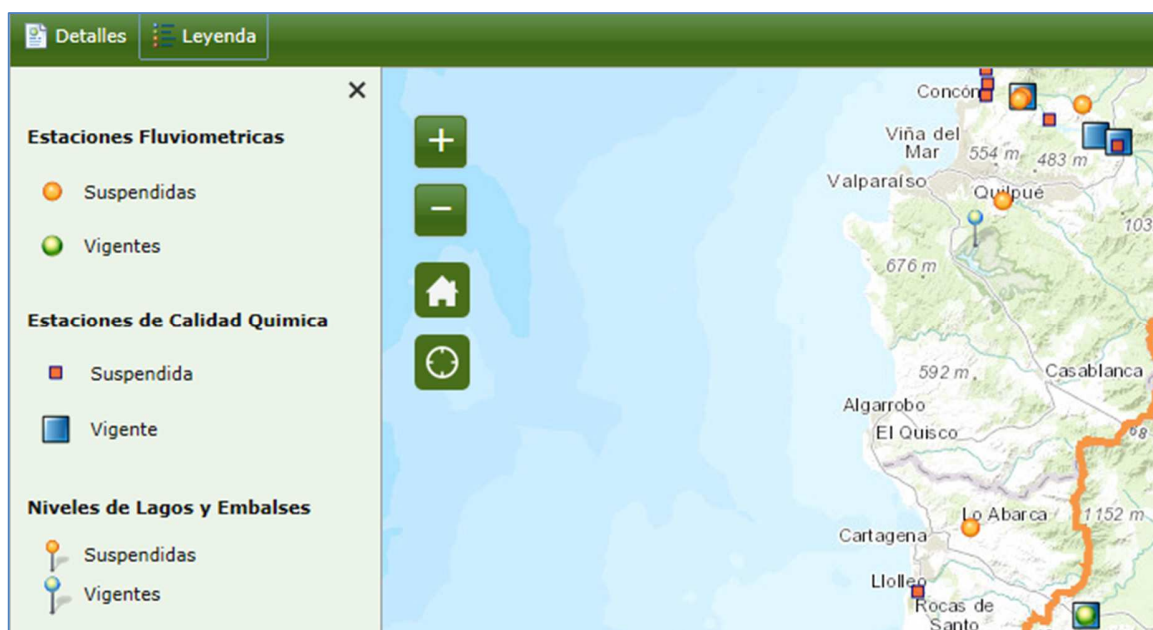 Detalles
Leyenda
Estaciones Fluviometricas
Suspendidas
Vigentes
Estaciones de Calidad Quimica
Suspendida
Vigente
Niveles de Lagos y Embalses
Suspendidas
Vigentes
Concón
Viña del
Mar
554 m
483 m
Valparaíso
Quilpué
103
676 m
592 m
Casablanca
Algarrobo
El Quisco
68
Lo Abarca
1152 m
Cartagena
Llolleo
Rocas de
Santo